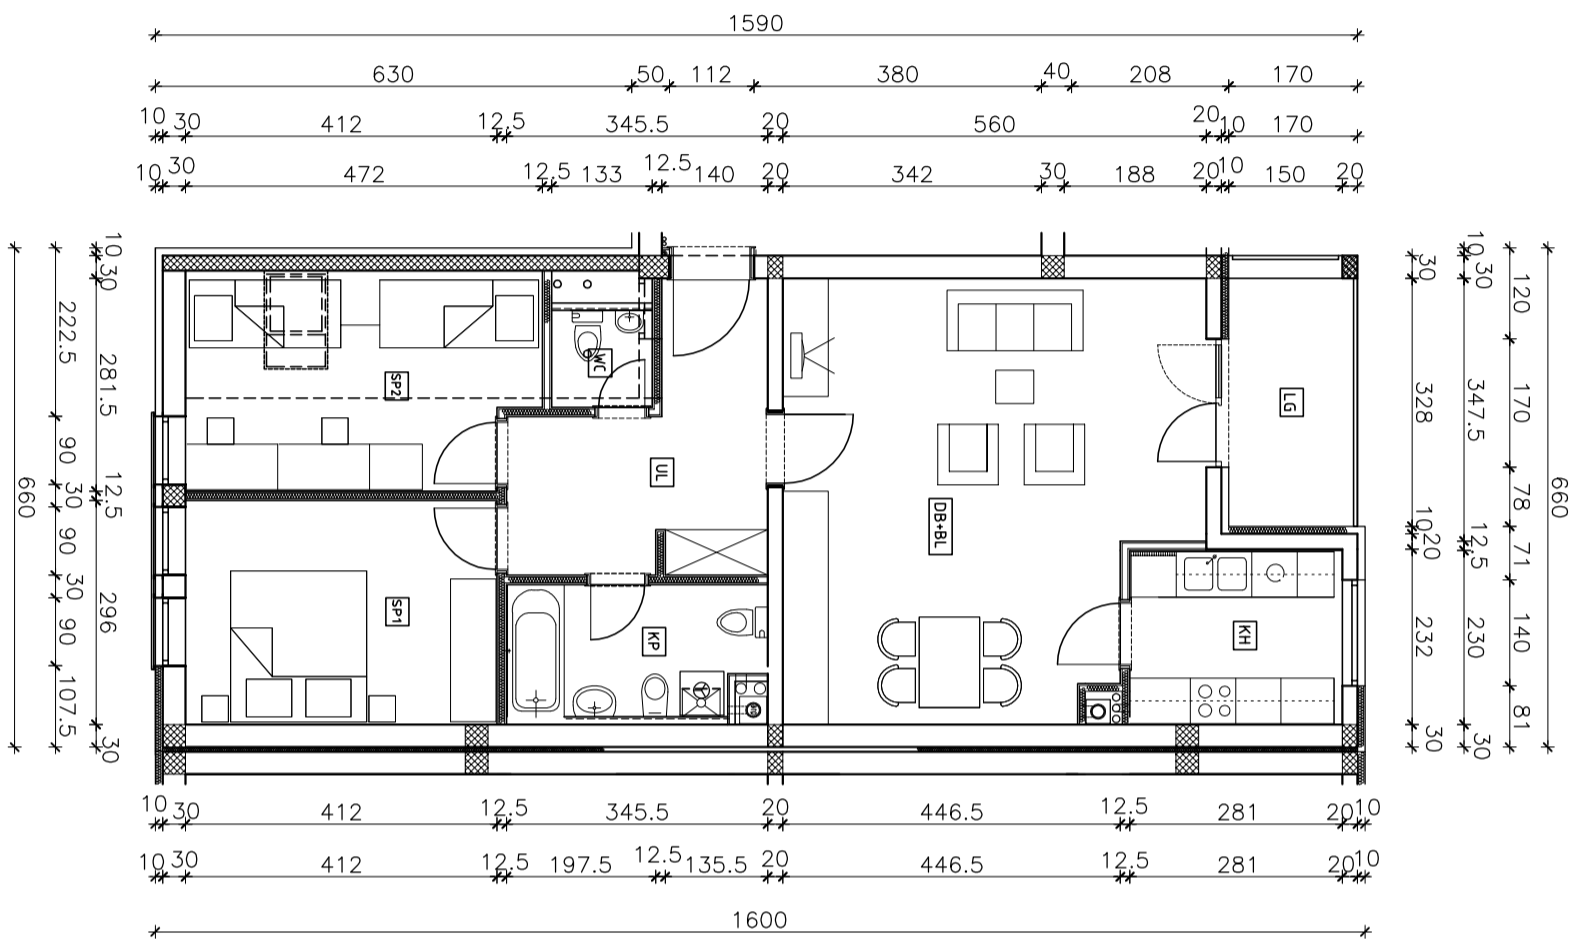 1590
630 50 112 380 40 208 170
10 30 412 12.5 345.5 20 560 20 10 170
10 30 472 12.5 133 12.5 140 20 342 30 188 20 10 150 20
660
222.5 90 30 90 30 90 107.5
10 30 281.5 12.5 296 30
SP2
WC
UL
LG
DB+BL
SP1
KP
KH
30 328 10 20 232 30
10 30 347.5 12.5 230 30
120 170 78 71 140 81
660
10 30 412 12.5 345.5 20 446.5 12.5 281 20 10
10 30 412 12.5 197.5 12.5 135.5 20 446.5 12.5 281 20 10
1600